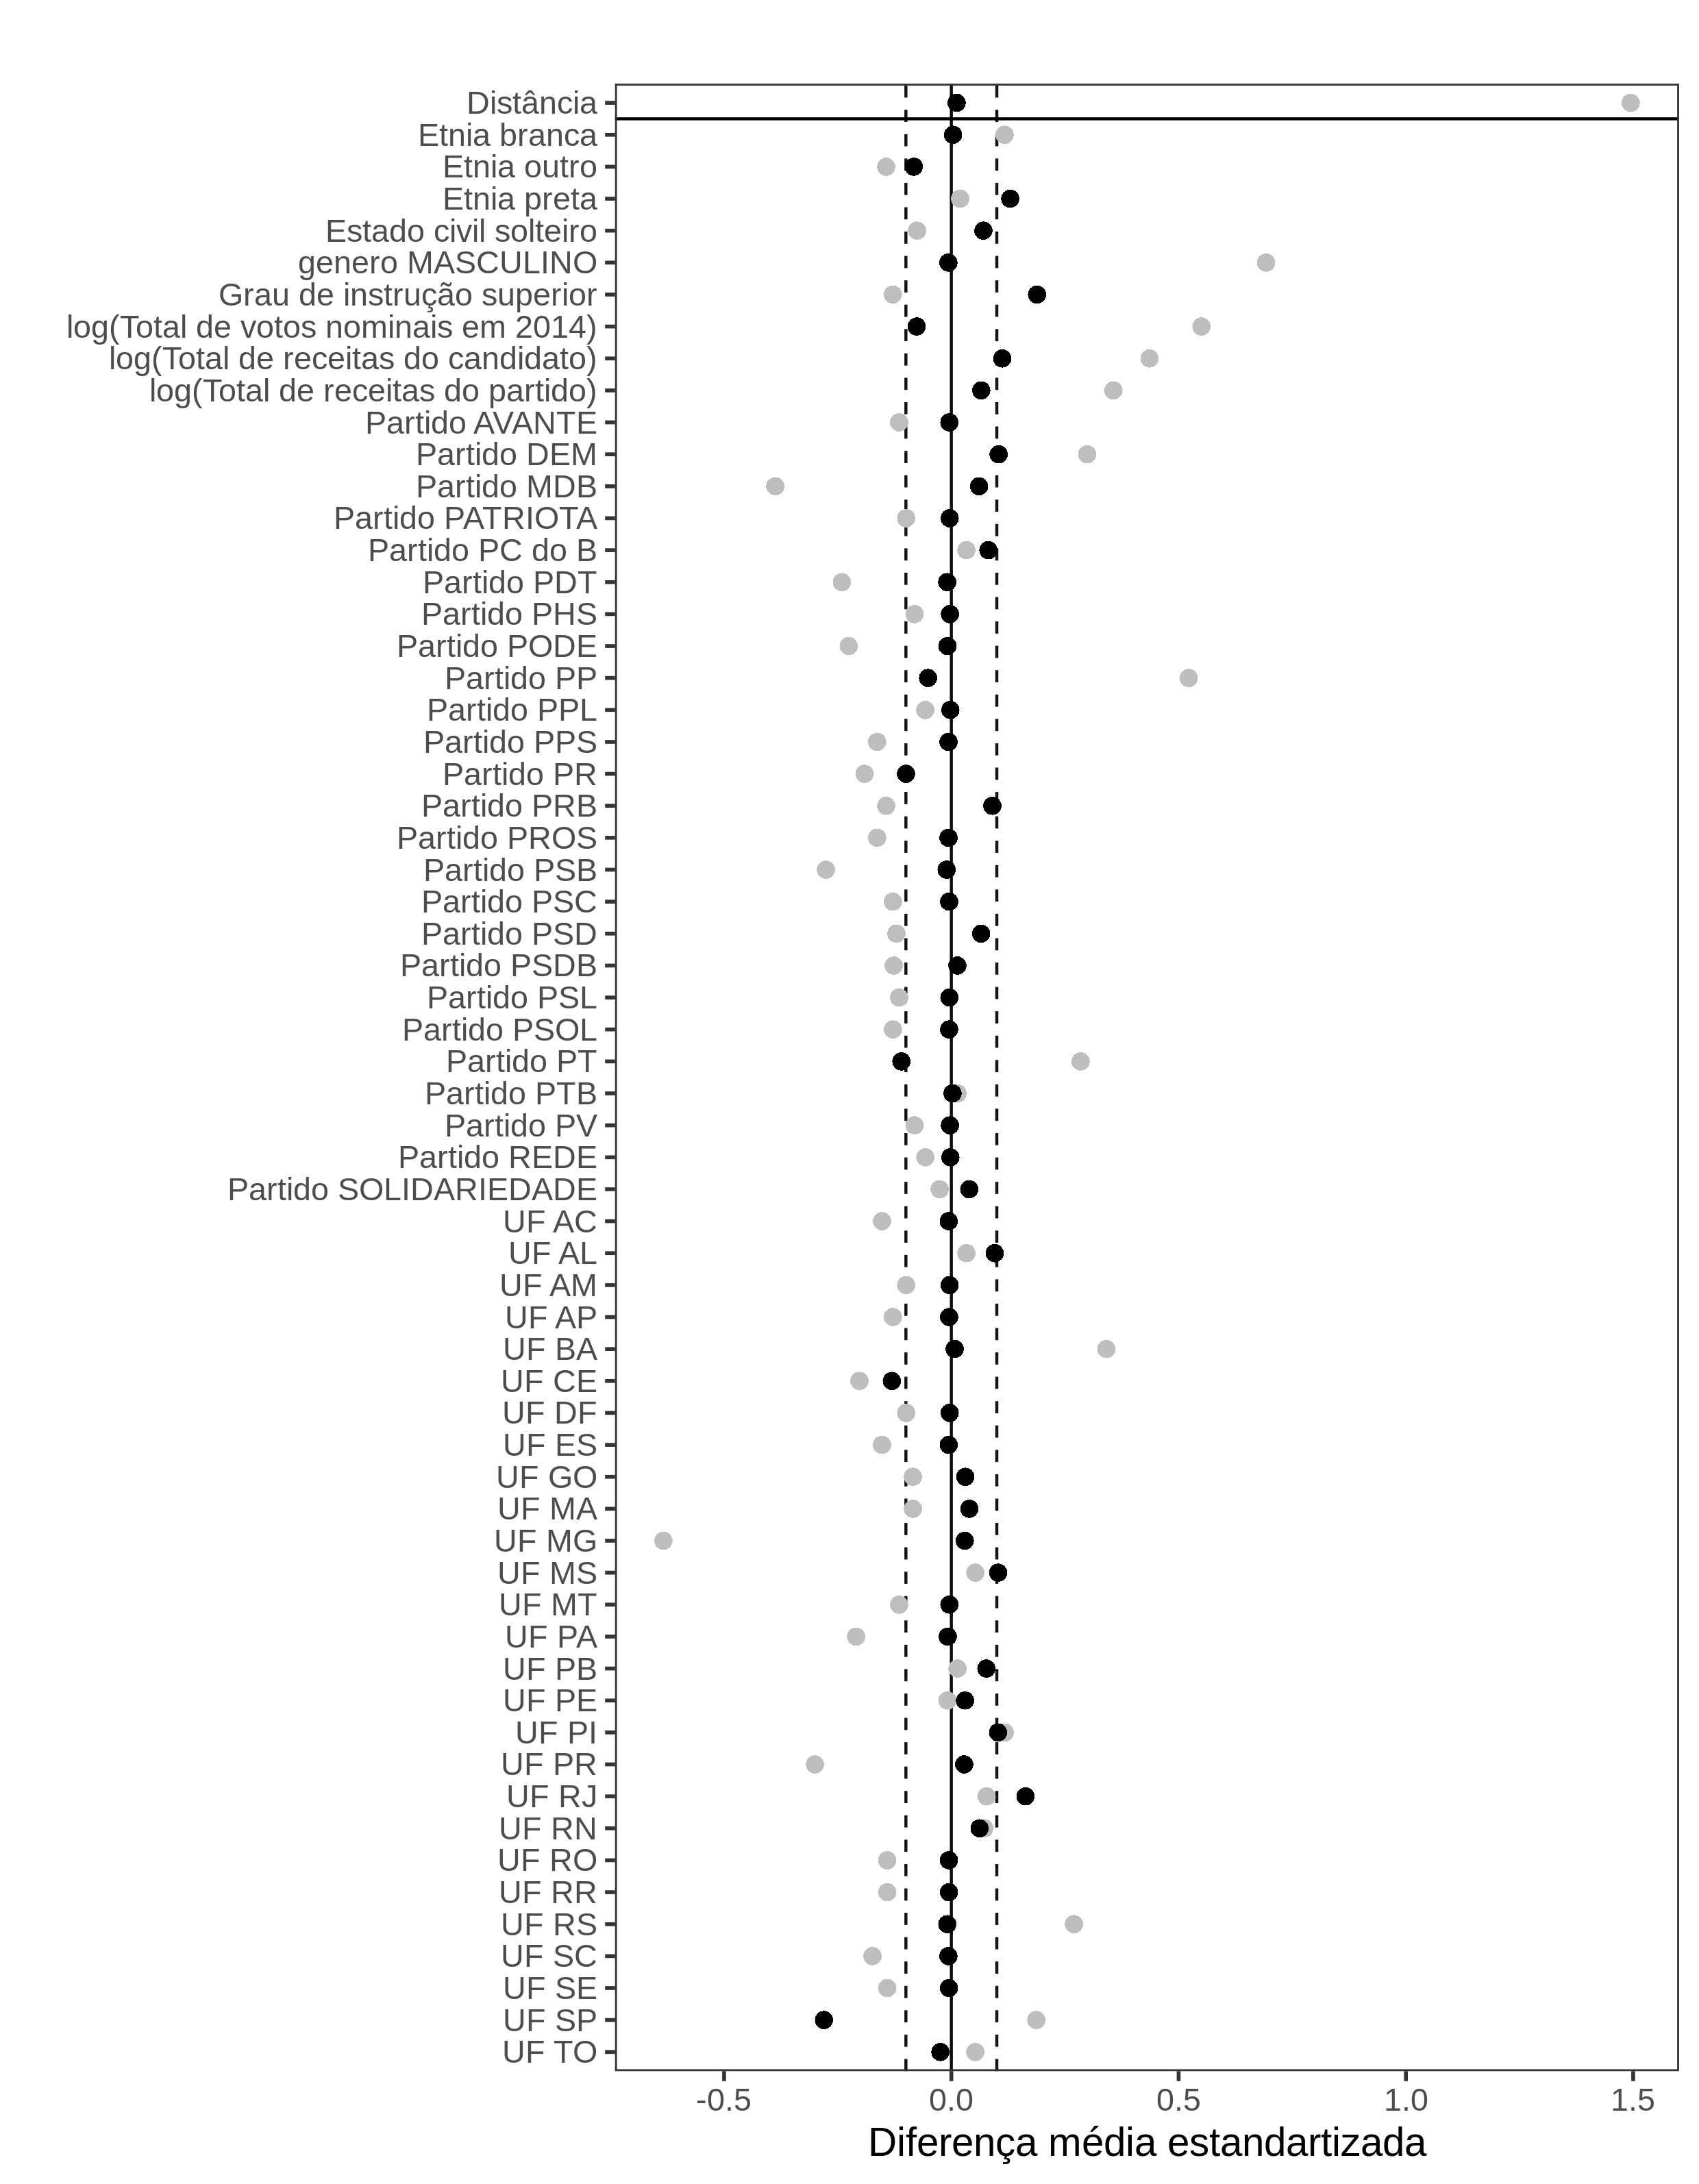 Distância
Etnia branca
Etnia outro
Etnia preta
Estado civil solteiro
genero MASCULINO
Grau de instrução superior
log(Total de votos nominais em 2014)
log(Total de receitas do candidato)
log(Total de receitas do partido)
Partido AVANTE
Partido DEM
Partido MDB
Partido PATRIOTA
Partido PC do B
Partido PDT
Partido PHS
Partido PODE
Partido PP
Partido PPL
Partido PPS
Partido PR
Partido PRB
Partido PROS
Partido PSB
Partido PSC
Partido PSD
Partido PSDB
Partido PSL
Partido PSOL
Partido PT
Partido PTB
Partido PV
Partido REDE
Partido SOLIDARIEDADE
UF AC
UF AL
UF AM
UF AP
UF BA
UF CE
UF DF
UF ES
UF GO
UF MA
UF MG
UF MS
UF MT
UF PA
UF PB
UF PE
UF PI
UF PR
UF RJ
UF RN
UF RO
UF RR
UF RS
UF SC
UF SE
UF SP
UF TO
-0.5 0.0 0.5 1.0 1.5
Diferença média estandartizada